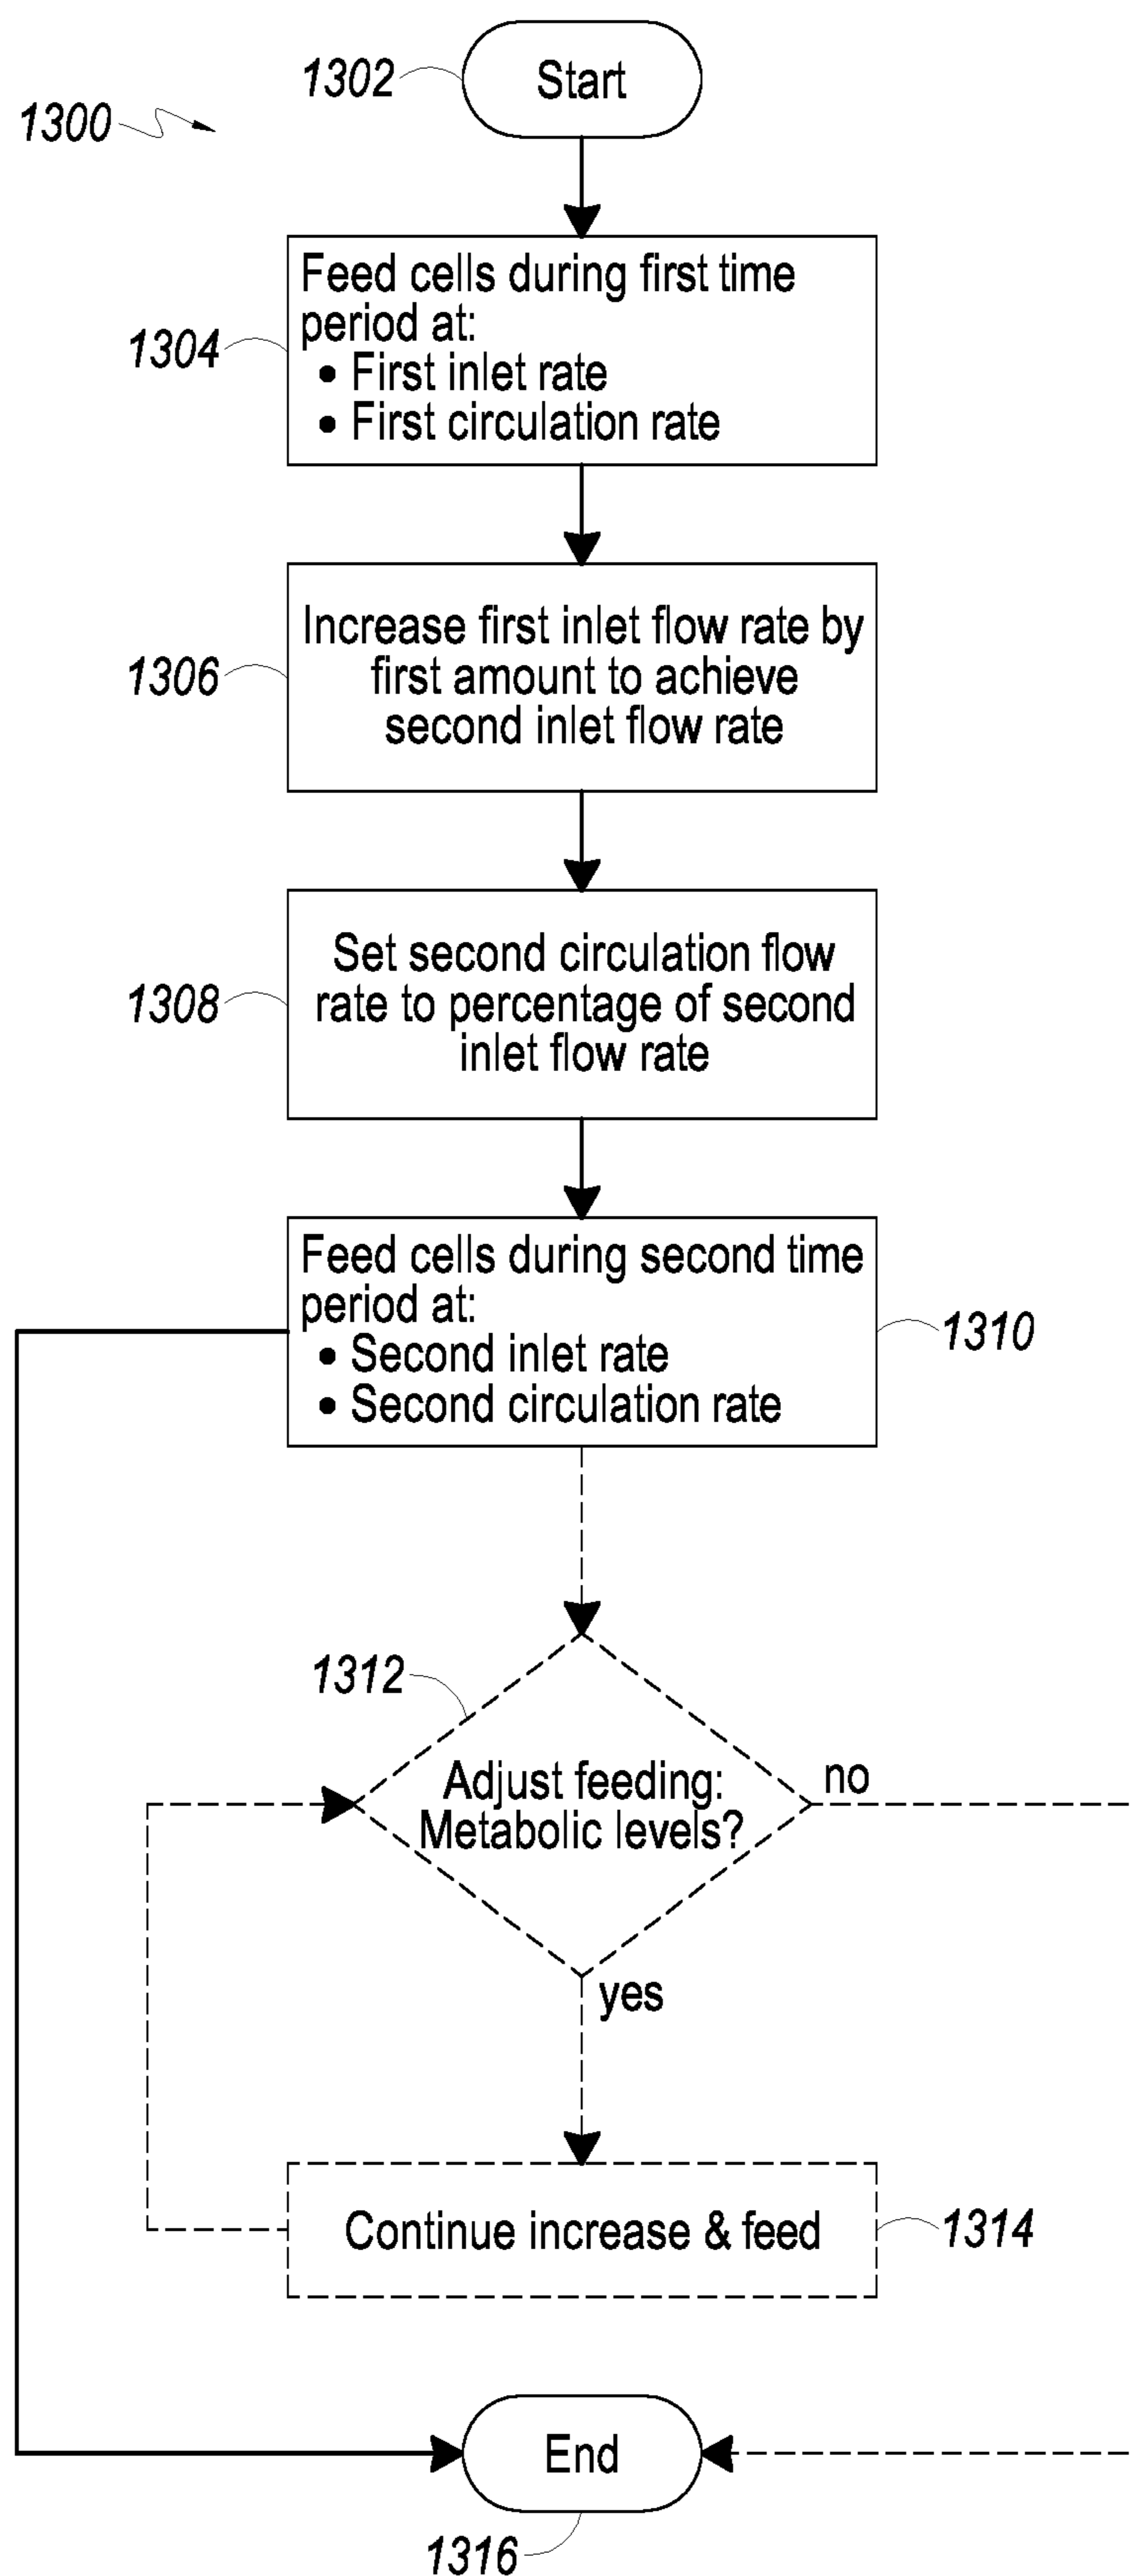 1302
Start
1300
1304
Feed cells during first time
period at:
• First inlet rate
• First circulation rate
1306
Increase first inlet flow rate by
first amount to achieve
second inlet flow rate
1308
Set second circulation flow
rate to percentage of second
inlet flow rate
Feed cells during second time
period at:
• Second inlet rate
• Second circulation rate
1310
1312
Adjust feeding:
Metabolic levels?
no
yes
Continue increase & feed
1314
End
1316